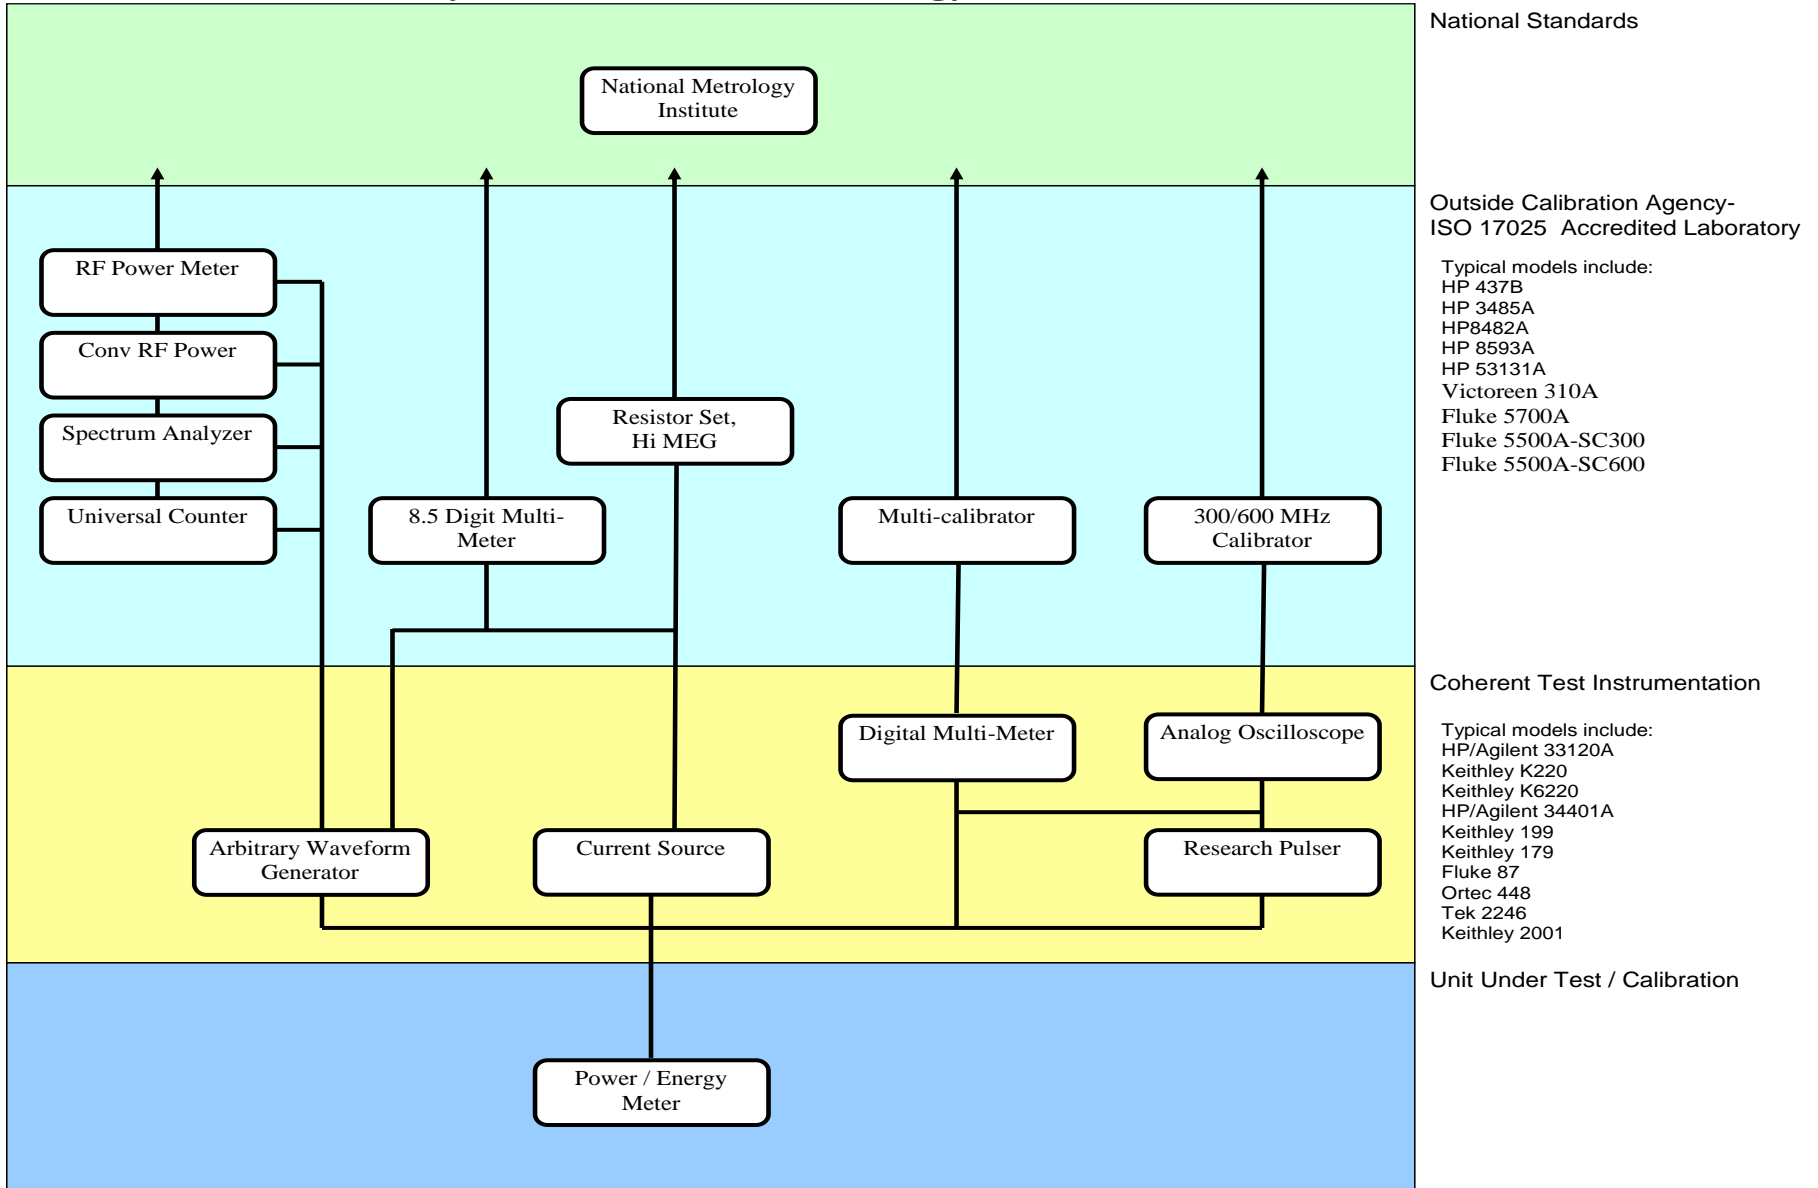 National Standards
National Metrology
Institute
Outside Calibration Agency-
ISO 17025 Accredited Laboratory
Typical models include:
HP 437B
HP 3485A
HP8482A
HP 8593A
HP 53131A
Victoreen 310A
Fluke 5700A
Fluke 5500A-SC300
Fluke 5500A-SC600
RF Power Meter
Conv RF Power
Spectrum Analyzer
Universal Counter
8.5 Digit Multi-
Meter
Resistor Set,
Hi MEG
Multi-calibrator
300/600 MHz
Calibrator
Coherent Test Instrumentation
Typical models include:
HP/Agilent 33120A
Keithley K220
Keithley K6220
HP/Agilent 34401A
Keithley 199
Keithley 179
Fluke 87
Ortec 448
Tek 2246
Keithley 2001
Digital Multi-Meter
Analog Oscilloscope
Arbitrary Waveform
Generator
Current Source
Research Pulser
Unit Under Test / Calibration
Power / Energy
Meter